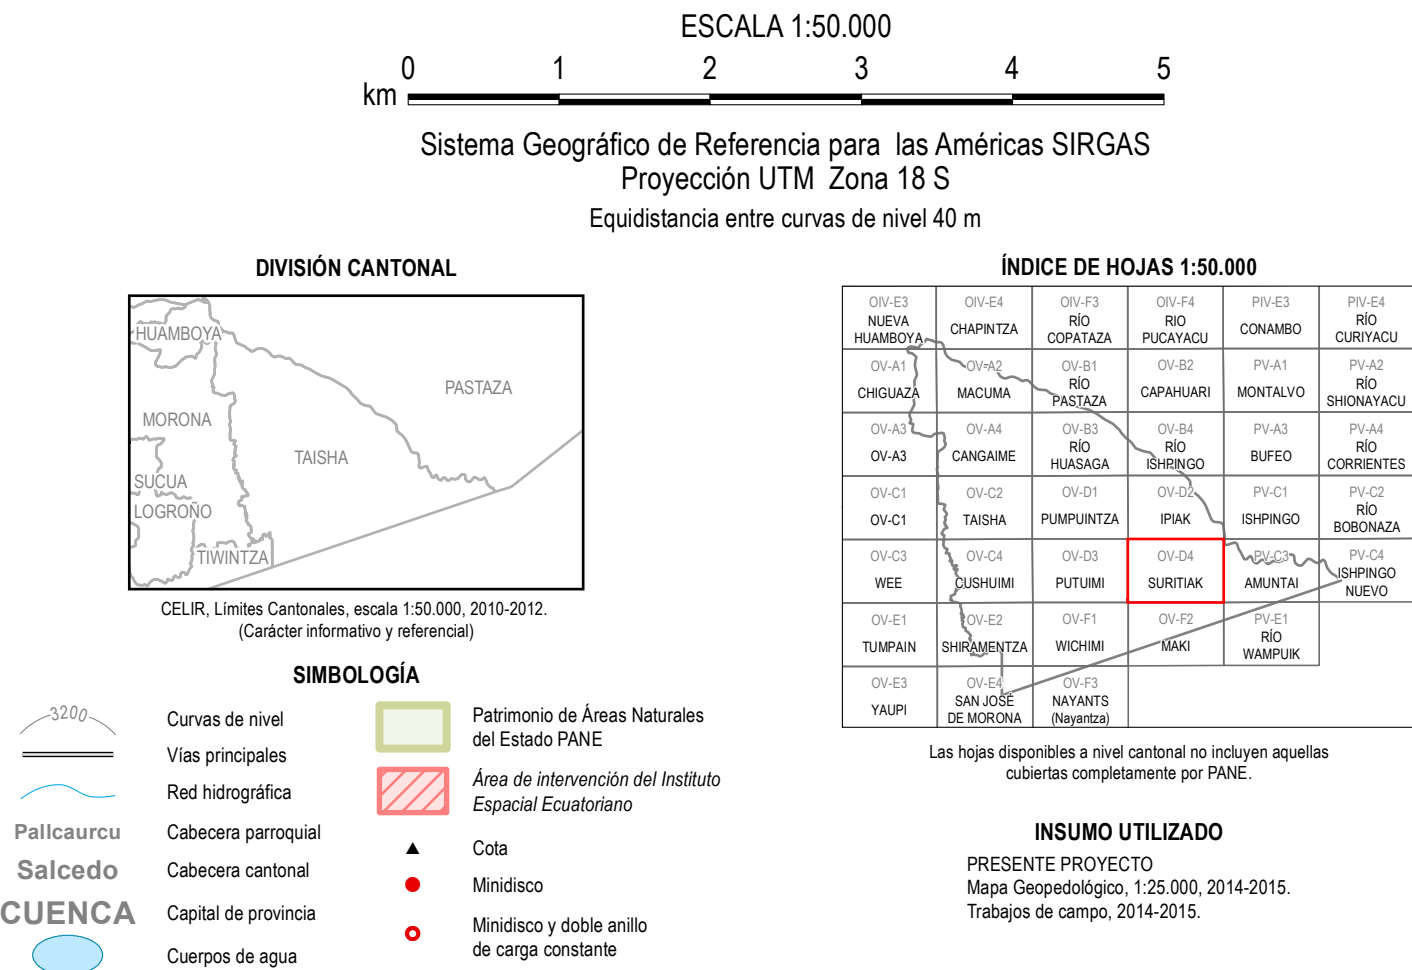 ESCALA 1:50.000
0 1 2 3 4 5
km
Sistema Geográfico de Referencia para las Américas SIRGAS
Proyección UTM Zona 18 S
Equidistancia entre curvas de nivel 40 m
DIVISIÓN CANTONAL
HUAMBOYA
PASTAZA
MORONA
TAISHA
SUCUA
LOGROÑO
TIWINTZA
CELIR, Límites Cantonales, escala 1:50.000, 2010-2012.
(Carácter informativo y referencial)
SIMBOLOGÍA
3200
Curvas de nivel
Vías principales
Red hidrográfica
Pallcaurcu
Cabecera parroquial
Salcedo
Cabecera cantonal
CUENCA
Capital de provincia
Cuerpos de agua
Patrimonio de Áreas Naturales
del Estado PANE
Área de intervención del Instituto
Espacial Ecuatoriano
Cota
Minidisco
Minidisco y doble anillo
de carga constante
ÍNDICE DE HOJAS 1:50.000
OIV-E3 OIV-E4 OIV-F3 OIV-F4 PIV-E3 PIV-E4
NUEVA HUAMBOYA CHAPINTZA RÍO COPATAZA RIO PUCAYACU CONAMBO RÍO CURIYACU
OV-A1 OV-A2 OV-B1 OV-B2 PV-A1 PV-A2
CHIGUAZA MACUMA RÍO PASTAZA CAPAHUARI MONTALVO RÍO SHIONAYACU
OV-A3 OV-A4 OV-B3 OV-B4 PV-A3 PV-A4
OV-A3 CANGAIME RÍO HUASAGA RÍO ISHPINGO BUFEO RÍO CORRIENTES
OV-C1 OV-C2 OV-D1 OV-D2 PV-C1 PV-C2
OV-C1 TAISHA PUMPUINTZA IPIAK ISHPINGO RÍO BOBONAZA
OV-C3 OV-C4 OV-D3 OV-D4 PV-C3 PV-C4
WEE CUSHUIMI PUTUIMI SURITIAK AMUNTAI ISHPINGO NUEVO
OV-E1 OV-E2 OV-F1 OV-F2 PV-E1
TUMPAIN SHIRAMENTZA WICHIMI MAKI RÍO WAMPUIK
OV-E3 OV-E4 OV-F3
YAUPI SAN JOSÉ DE MORONA NAYANTS (Nayantza)
Las hojas disponibles a nivel cantonal no incluyen aquellas
cubiertas completamente por PANE.
INSUMO UTILIZADO
PRESENTE PROYECTO
Mapa Geopedológico, 1:25.000, 2014-2015.
Trabajos de campo, 2014-2015.